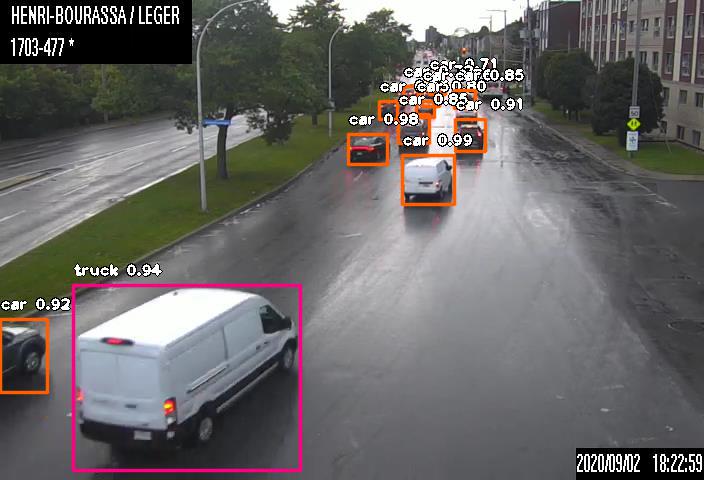 HENRI-BOURASSA / LEGER
1703-477 *
car 0.71
car 0.85
car 0.80
car 0.85
car 0.91
car 0.98
car 0.99
truck 0.94
car 0.92
50
2020/09/02 18:22:59